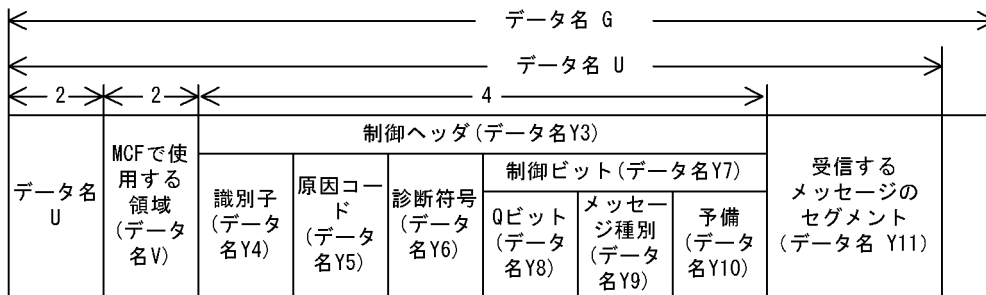 データ名 G
データ名 U
2
2
4
データ名
U
MCFで使
用する
領域
(データ
名V)
制御ヘッダ(データ名Y3)
識別子
(データ
名Y4)
原因コー
ド
(データ
名Y5)
診断符号
(データ
名Y6)
制御ビット(データ名Y7)
Qビット
(データ
名Y8)
メッセー
ジ種別
(データ
名Y9)
予備
(データ
名Y10)
受信する
メッセージの
セグメント
(データ名 Y11)